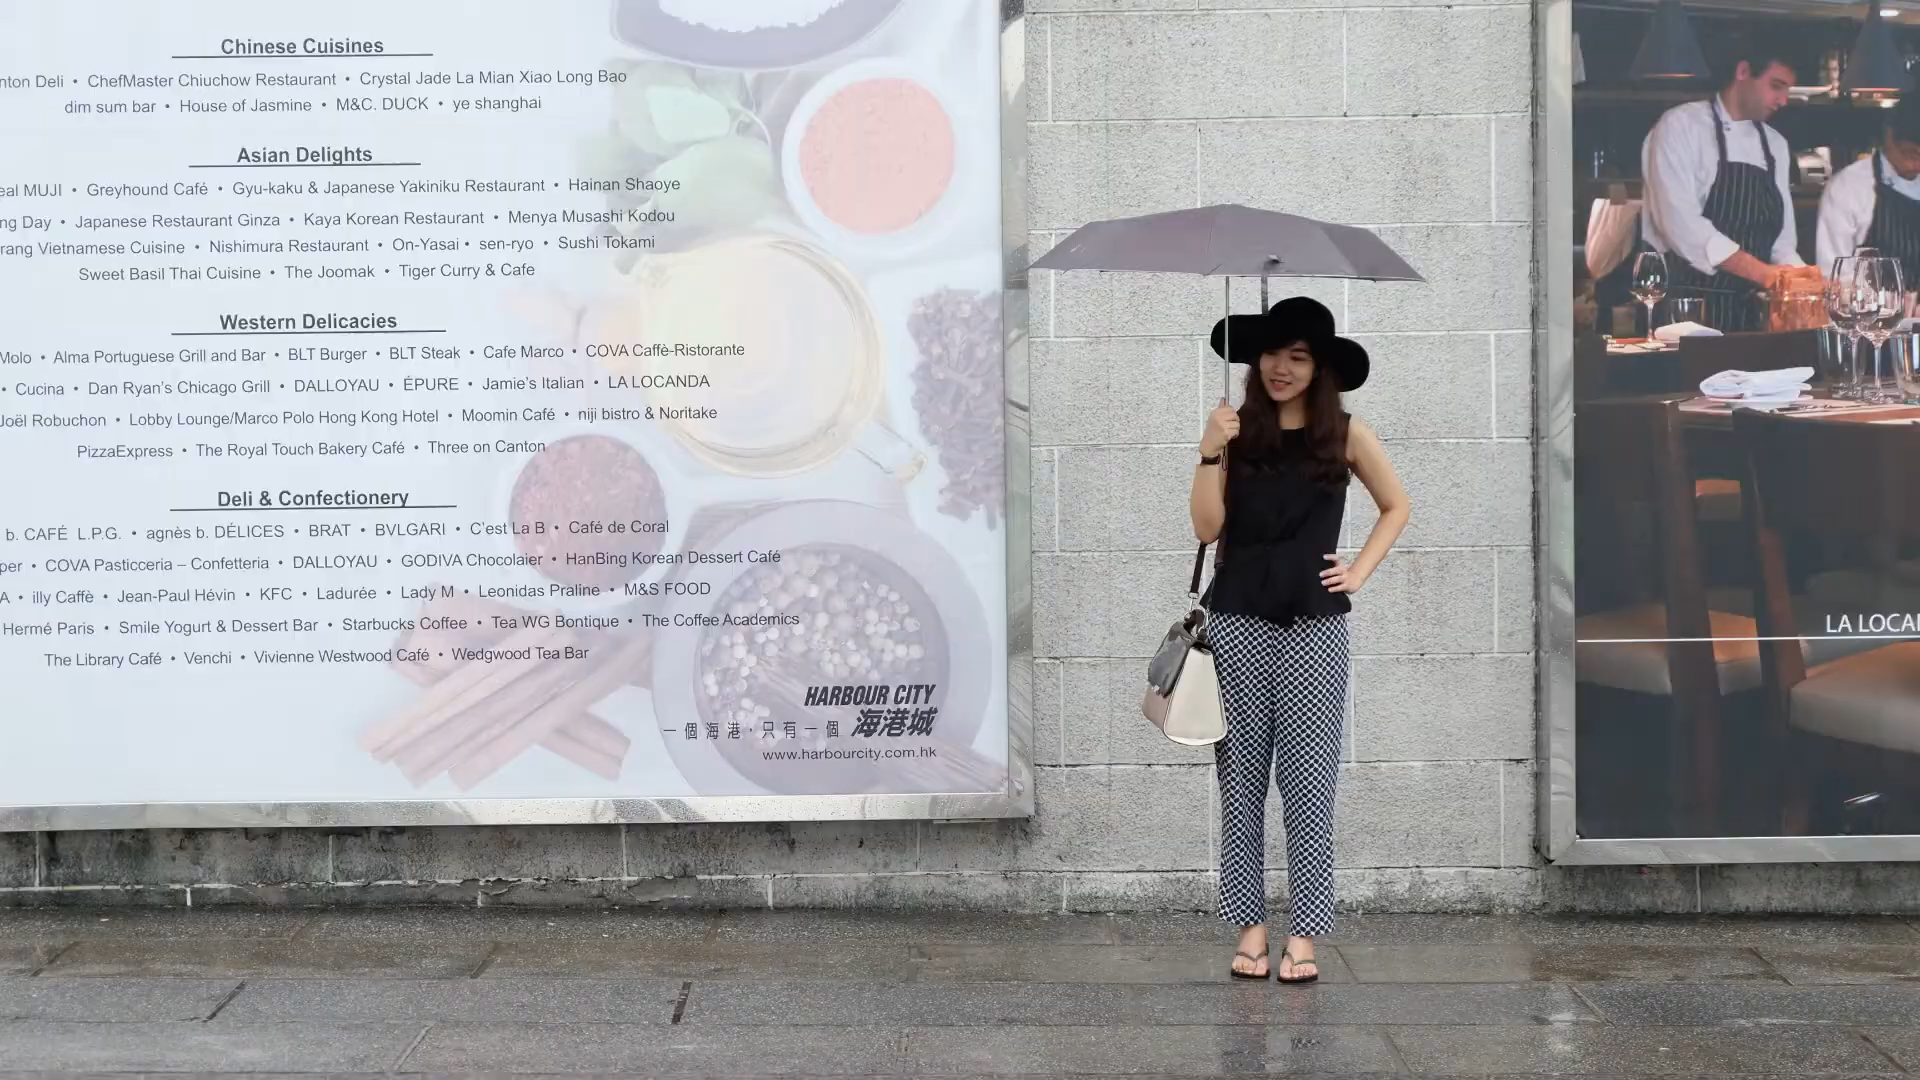 Chinese Cuisines
nton Deli • ChefMaster Chiuchow Restaurant • Crystal Jade La Mian Xiao Long Bao
dim sum bar • House of Jasmine • M&C. DUCK • ye shanghai
Asian Delights
eal MUJI • Greyhound Café • Gyu-kaku & Japanese Yakiniku Restaurant • Hainan Shaoye
ng Day • Japanese Restaurant Ginza • Kaya Korean Restaurant • Menya Musashi Kodou
rang Vietnamese Cuisine • Nishimura Restaurant • On-Yasai • sen-ryo • Sushi Tokami
Sweet Basil Thai Cuisine • The Joomak • Tiger Curry & Cafe
Western Delicacies
Molo • Alma Portuguese Grill and Bar • BLT Burger • BLT Steak • Cafe Marco • COVA Caffè-Ristorante
• Cucina • Dan Ryan's Chicago Grill • DALLOYAU • ÉPURE • Jamie's Italian • LA LOCANDA
Joël Robuchon • Lobby Lounge/Marco Polo Hong Kong Hotel • Moomin Café • niji bistro & Noritake
PizzaExpress • The Royal Touch Bakery Café • Three on Canton
Deli & Confectionery
b. CAFÉ L.P.G. • agnès b. DÉLICES • BRAT • BVLGARI • C'est La B • Café de Coral
per • COVA Pasticceria – Confetteria • DALLOYAU • GODIVA Chocolaier • HanBing Korean Dessert Café
A • illy Caffè • Jean-Paul Hévin • KFC • Ladurée • Lady M • Leonidas Praline • M&S FOOD
Hermé Paris • Smile Yogurt & Dessert Bar • Starbucks Coffee • Tea WG Bontique • The Coffee Academics
The Library Café • Venchi • Vivienne Westwood Café • Wedgwood Tea Bar
HARBOUR CITY
一個海港·只有一個 海港城
www.harbourcity.com.hk
LA LOCAN